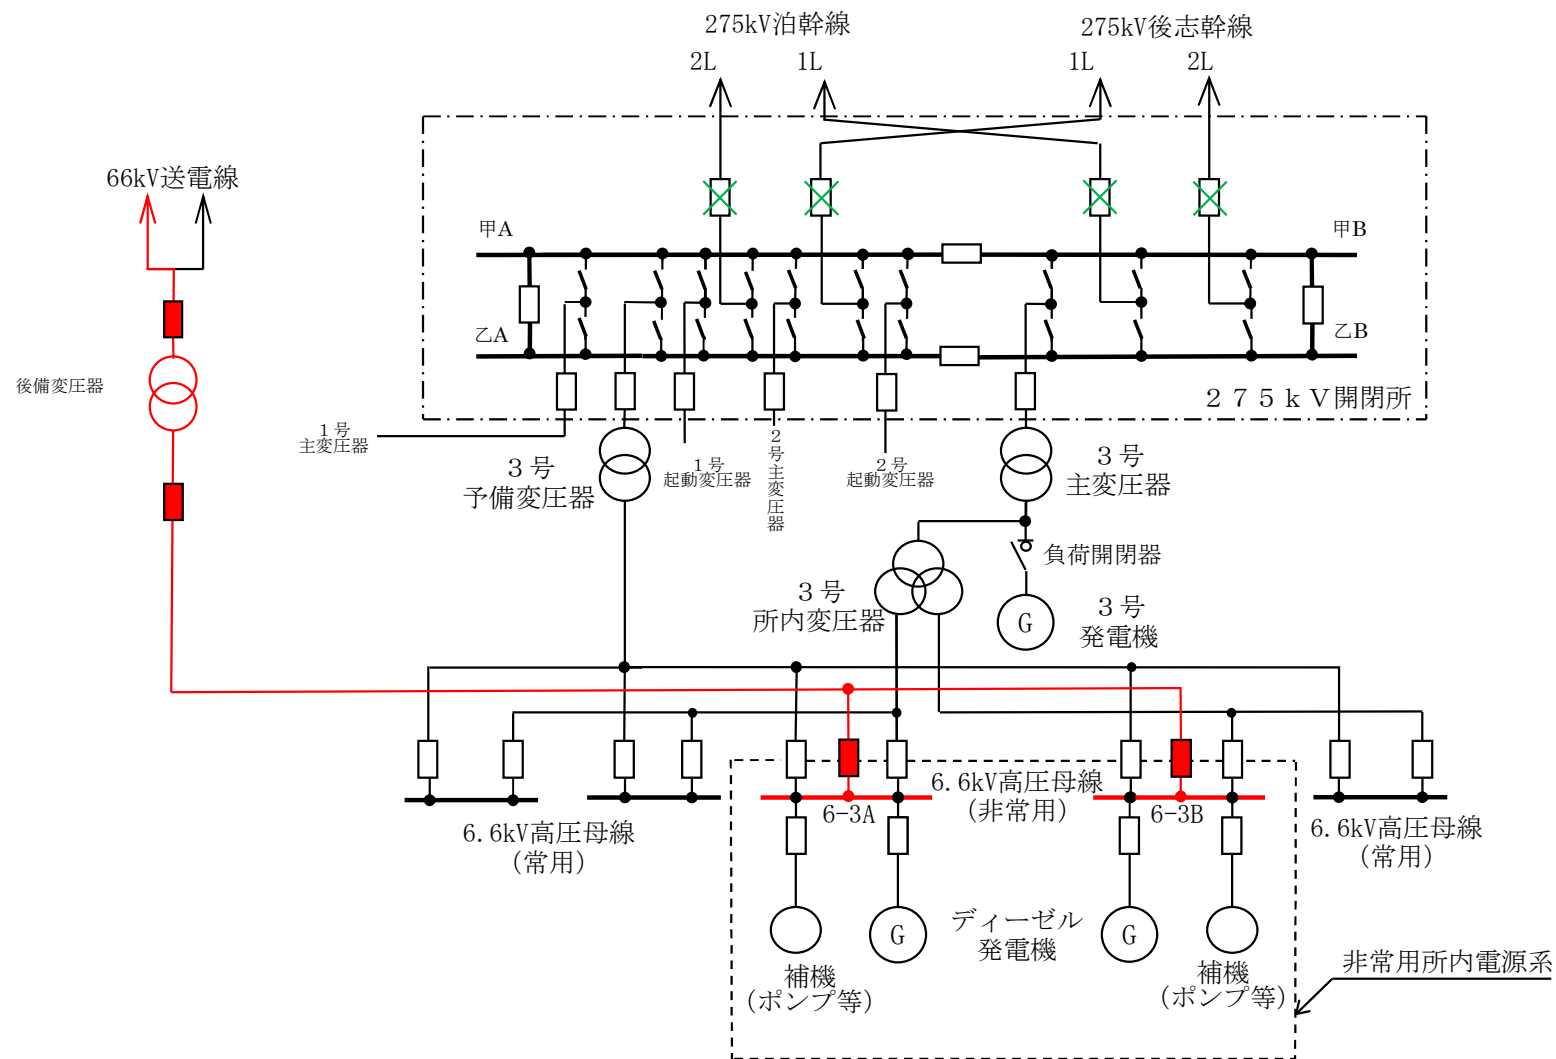 275kV泊幹線
275kV後志幹線
2L
1L
1L
2L
66kV送電線
甲A
甲B
乙A
乙B
後備変圧器
２７５ｋＶ開閉所
１号
主変圧器
３号
予備変圧器
１号
起動変圧器
２号主変圧器
２号
起動変圧器
３号
主変圧器
負荷開閉器
３号
所内変圧器
G
３号
発電機
6.6kV高圧母線
(非常用)
6-3A
6-3B
6.6kV高圧母線
(常用)
6.6kV高圧母線
(常用)
G
ディーゼル
発電機
G
補機
(ポンプ等)
補機
(ポンプ等)
非常用所内電源系